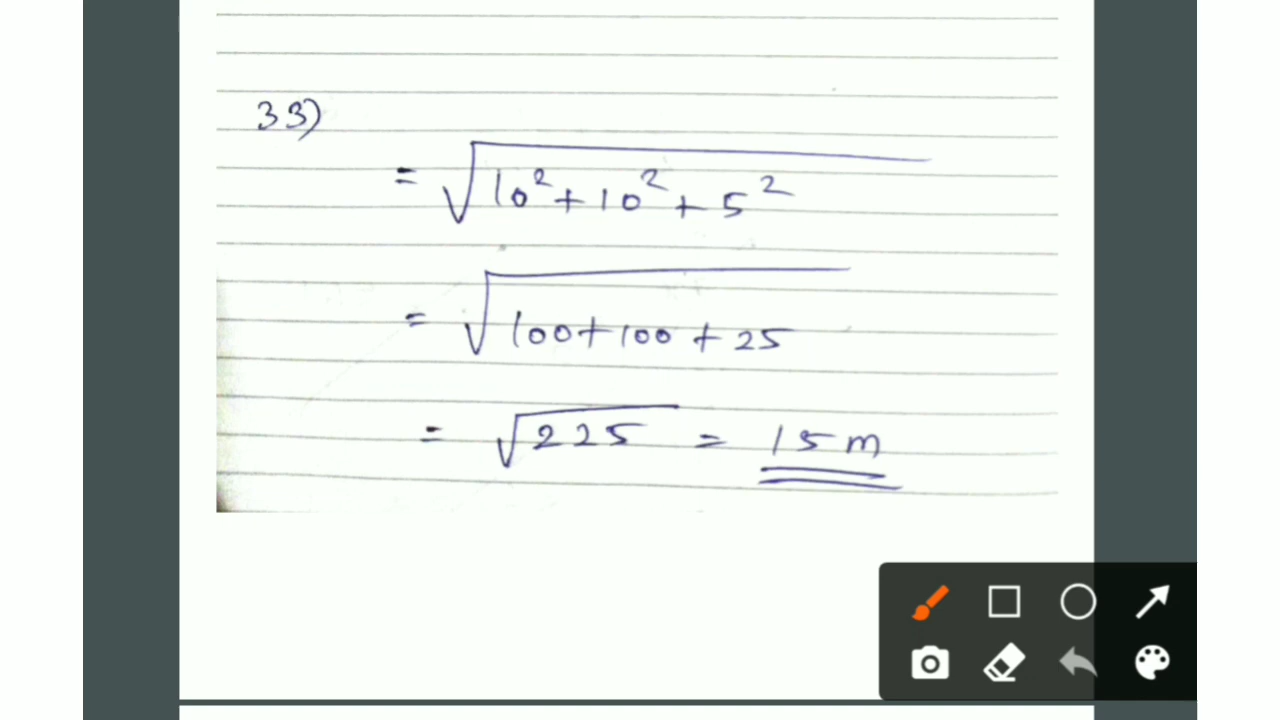 33)
= √10² + 10² + 5²
= √100 + 100 + 25
= √225 = 15 m